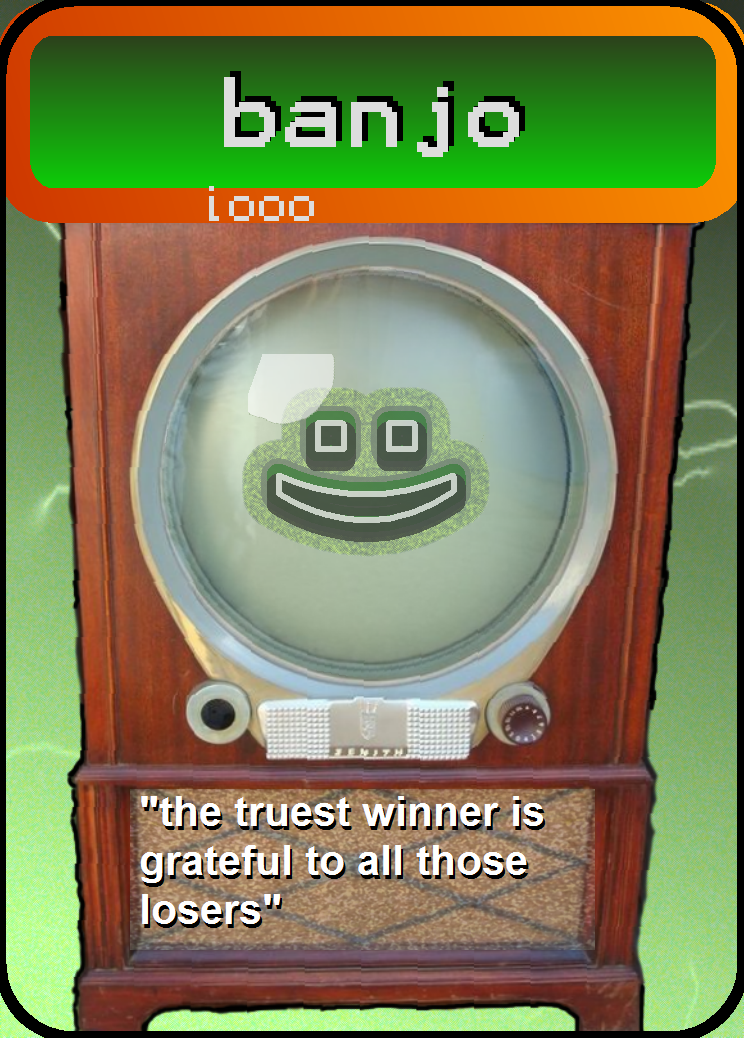 banjo
iooo
ZENITH
"the truest winner is
grateful to all those
losers"